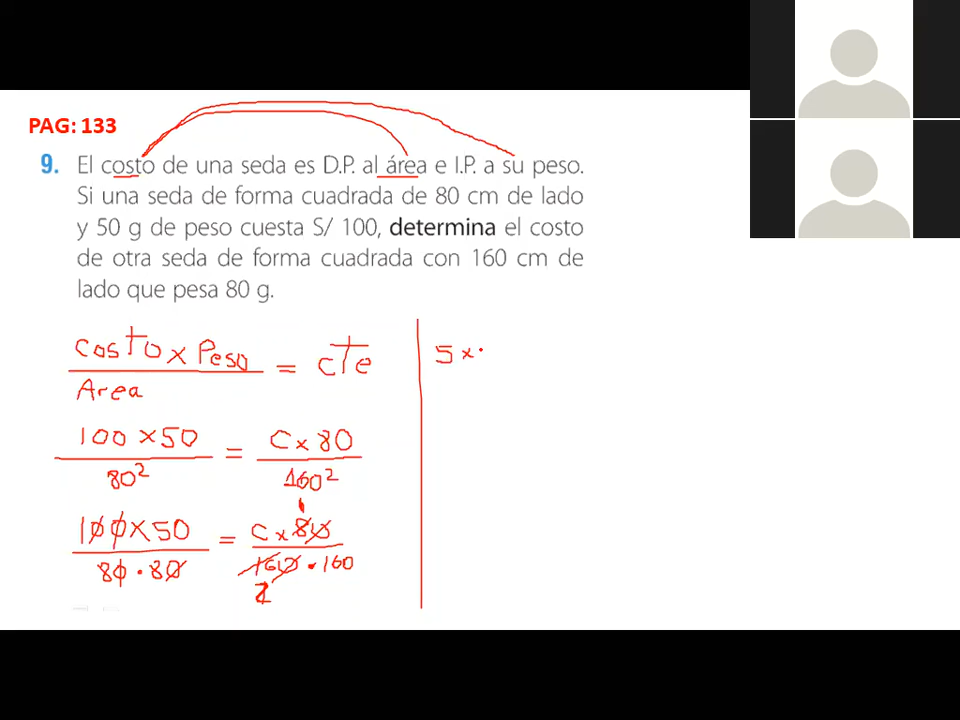 PAG: 133
9. El costo de una seda es D.P. al área e I.P. a su peso.
Si una seda de forma cuadrada de 80 cm de lado
y 50 g de peso cuesta S/ 100, determina el costo
de otra seda de forma cuadrada con 160 cm de
lado que pesa 80 g.
Costo x Peso
= cte
Area
100 x 50 / 80² = C x 80 / 160²
100 x 50 / 80 · 80 = C x 80 / 160 · 160
1
2
5 x